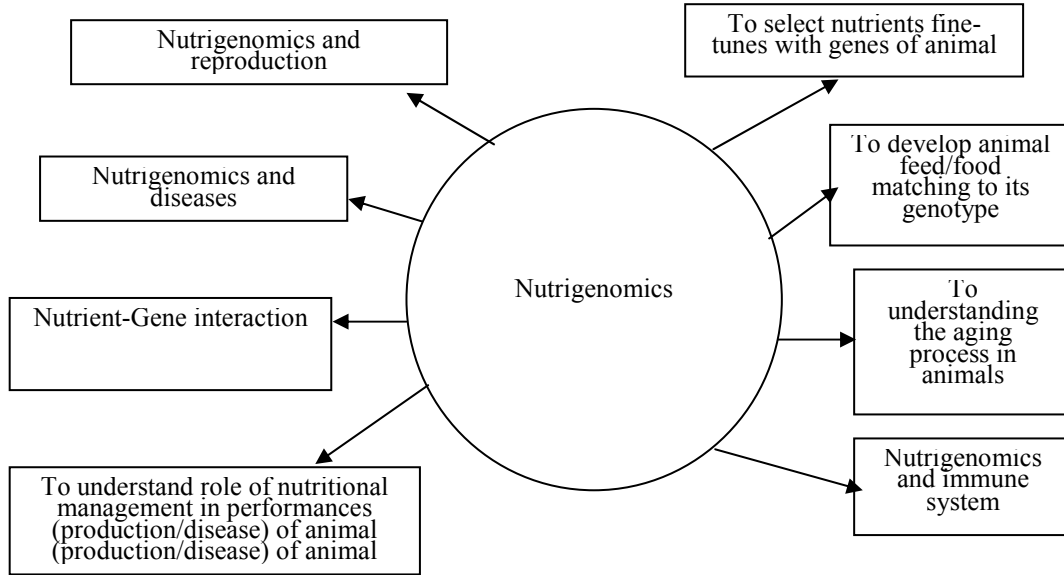 Nutrigenomics and
reproduction
To select nutrients fine-
tunes with genes of animal
Nutrigenomics and
diseases
To develop animal
feed/food
matching to its
genotype
Nutrigenomics
Nutrient-Gene interaction
To
understanding
the aging
process in
animals
To understand role of nutritional
management in performances
(production/disease) of animal
(production/disease) of animal
Nutrigenomics
and immune
system